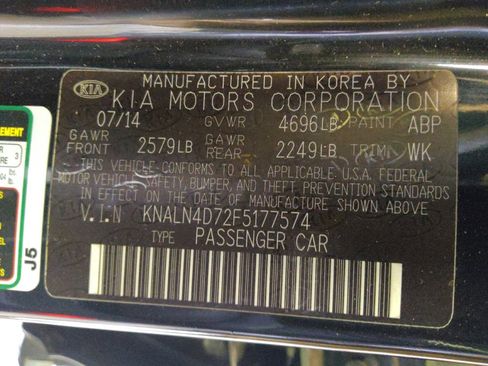 MANUFACTURED IN KOREA BY
KIA KIA MOTORS CORPORATION
07/14 GVWR 4696LB PAINT ABP
GAWR FRONT 2579LB GAWR REAR 2249LB TRIM WK
THIS VEHICLE CONFORMS TO ALL APPLICABLE U.S.A. FEDERAL
MOTOR VEHICLE SAFETY, BUMPER, AND THEFT PREVENTION STANDARDS
IN EFFECT ON THE DATE OF MANUFACTURE SHOWN ABOVE.
V.I.N KNALN4D72F5177574
TYPE PASSENGER CAR
J5
3